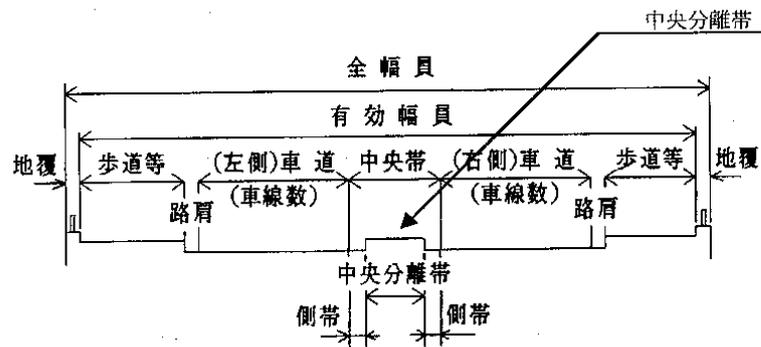 中央分離帯
全幅員
有効幅員
地覆 歩道等 (左側)車道 中央帯 (右側)車道 歩道等 地覆
路肩 (車線数) (車線数) 路肩
中央分離帯
側帯 側帯